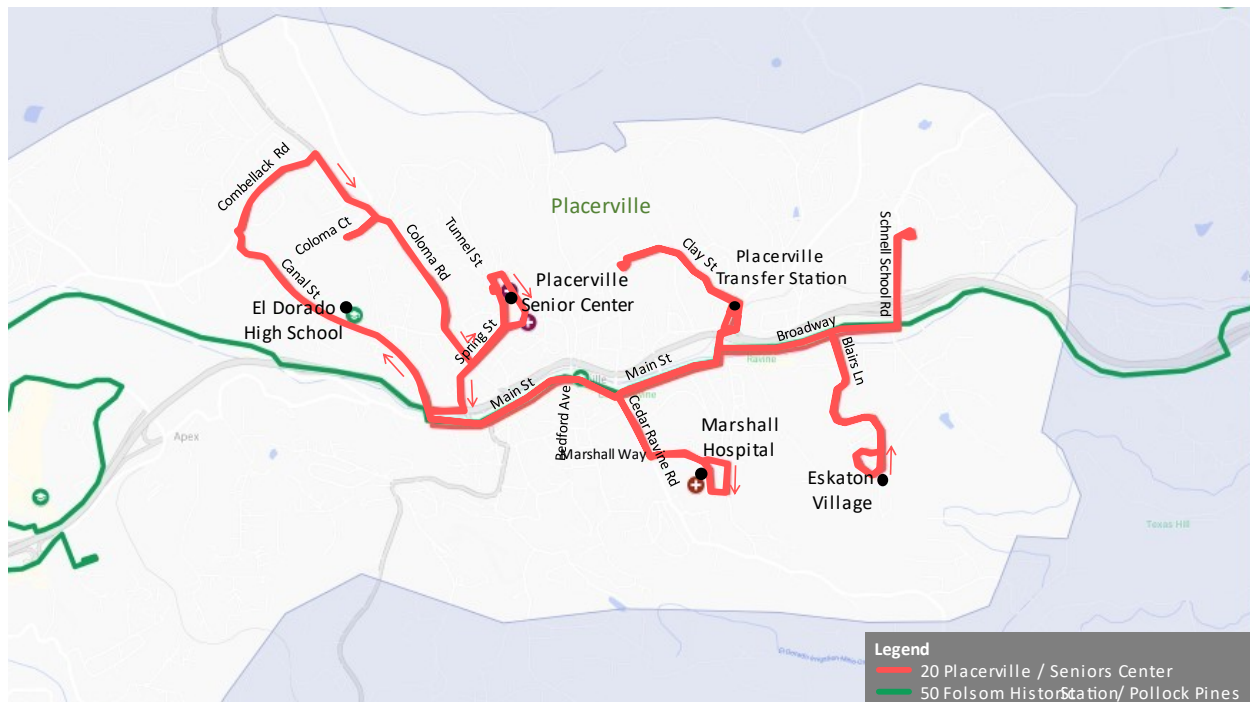 Combellack Rd
Placerville
Coloma Ct
Coloma Rd
Tunnel St
Clay St
Schnell School Rd
Canal St
Placerville
Transfer Station
Placerville
Senior Center
El Dorado
High School
Spring St
Broadway
Blairs Ln
Ravine
Main St
Main St
Bedford Ave
Cedar Ravine Rd
Apex
Marshall Way
Marshall
Hospital
Eskaton
Village
Texas Hill
Legend
20 Placerville / Seniors Center
50 Folsom Historic Station / Pollock Pines